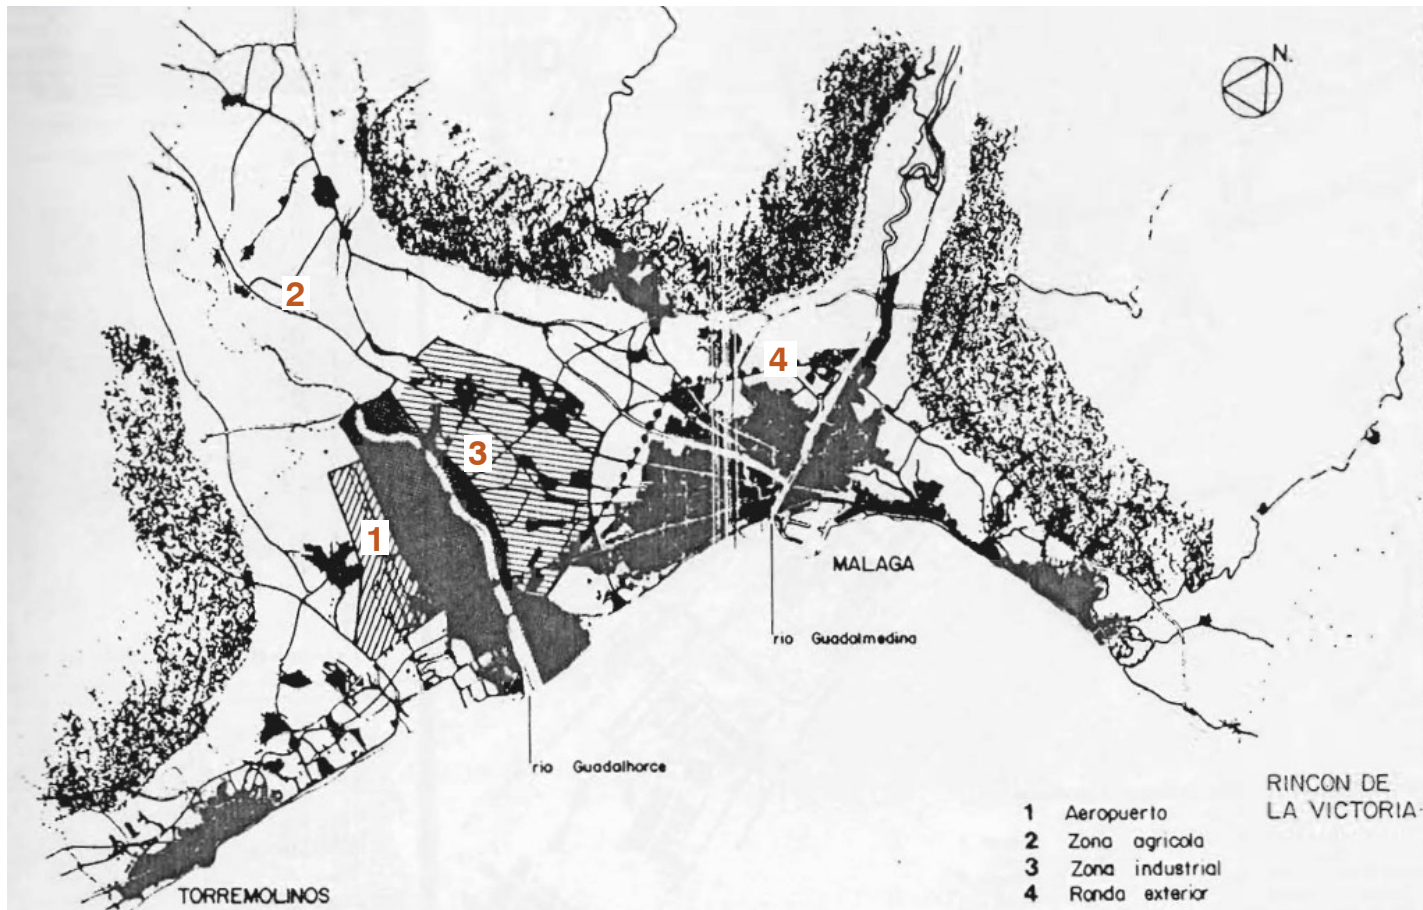 N.
2
4
3
1
MALAGA
rio Guadalmedina
rio Guadalhorce
RINCON DE
LA VICTORIA
1 Aeropuerto
2 Zona agricola
3 Zona industrial
4 Ronda exterior
TORREMOLINOS